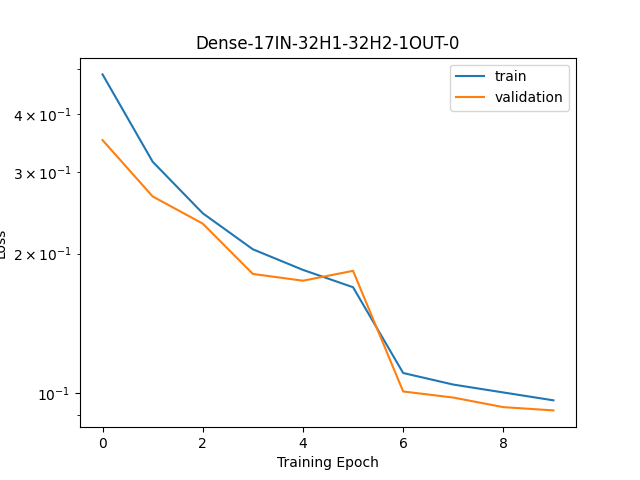 Dense-17IN-32H1-32H2-1OUT-0
train
validation
4 × 10⁻¹
3 × 10⁻¹
2 × 10⁻¹
10⁻¹
Loss
0 2 4 6 8
Training Epoch